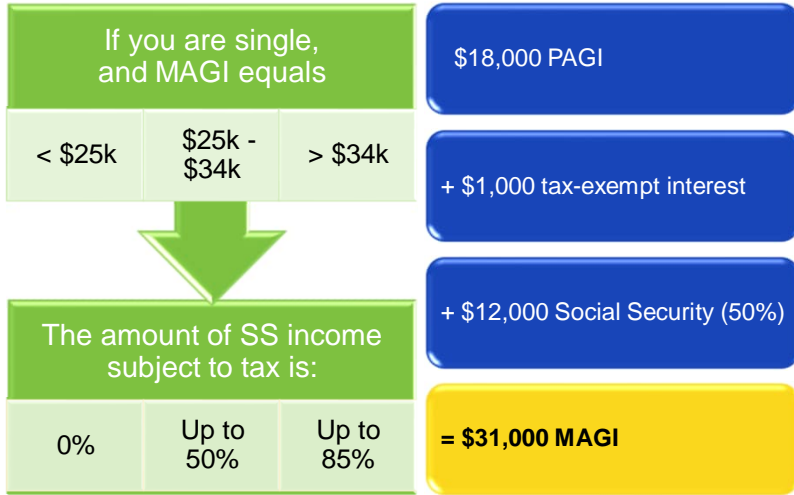 If you are single,
and MAGI equals
< $25k
$25k -
$34k
> $34k
The amount of SS income
subject to tax is:
0%
Up to
50%
Up to
85%
$18,000 PAGI
+ $1,000 tax-exempt interest
+ $12,000 Social Security (50%)
= $31,000 MAGI